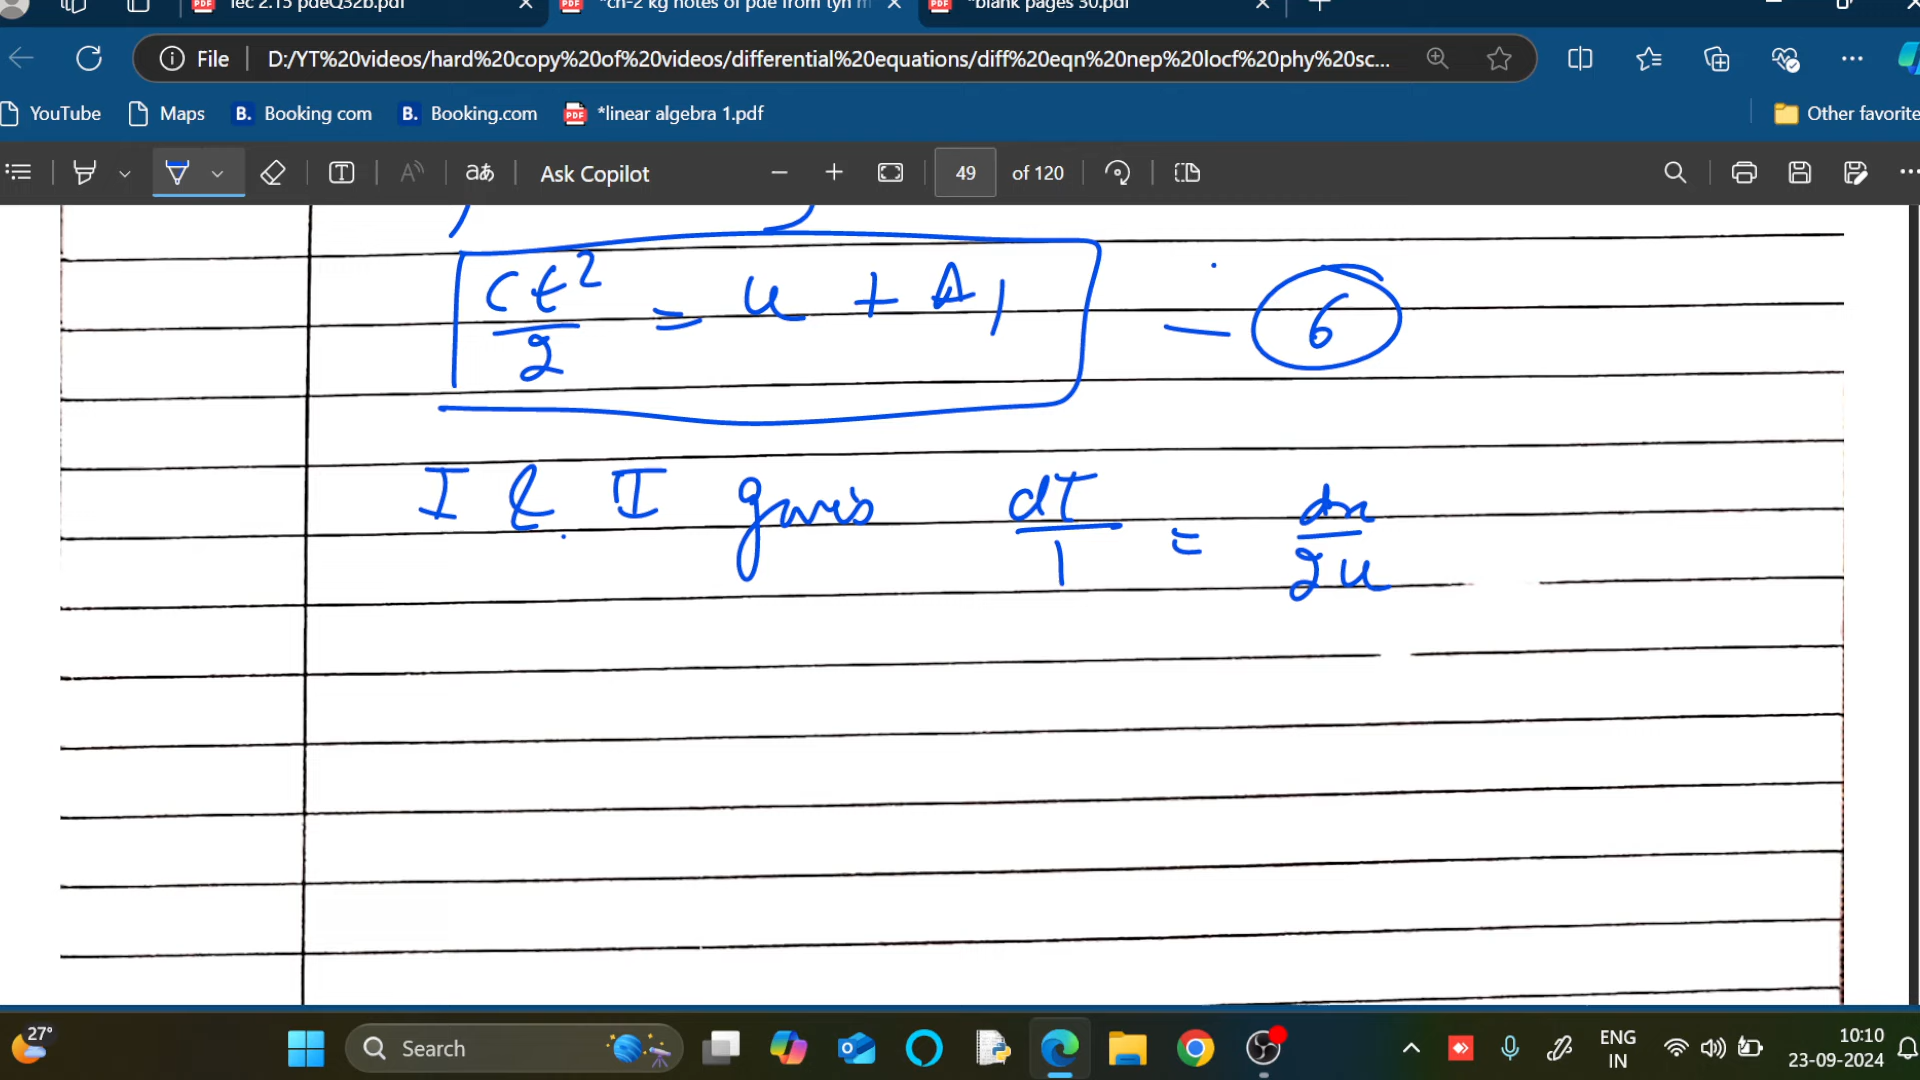 lec 2.15 pdeQ32b.pdf
*ch-2 kg notes of pde from tyn m
*blank pages 30.pdf
File
D:/YT%20videos/hard%20copy%20of%20videos/differential%20equations/diff%20eqn%20nep%20locf%20phy%20sc...
YouTube
Maps
B. Booking.com
B. Booking.com
PDF *linear algebra 1.pdf
Other favorite
Ask Copilot
49 of 120
ct²/2 = u + A1 — 6
I & II gives dT/1 = dx/2u
27°
Search
ENG
IN
10:10
23-09-2024